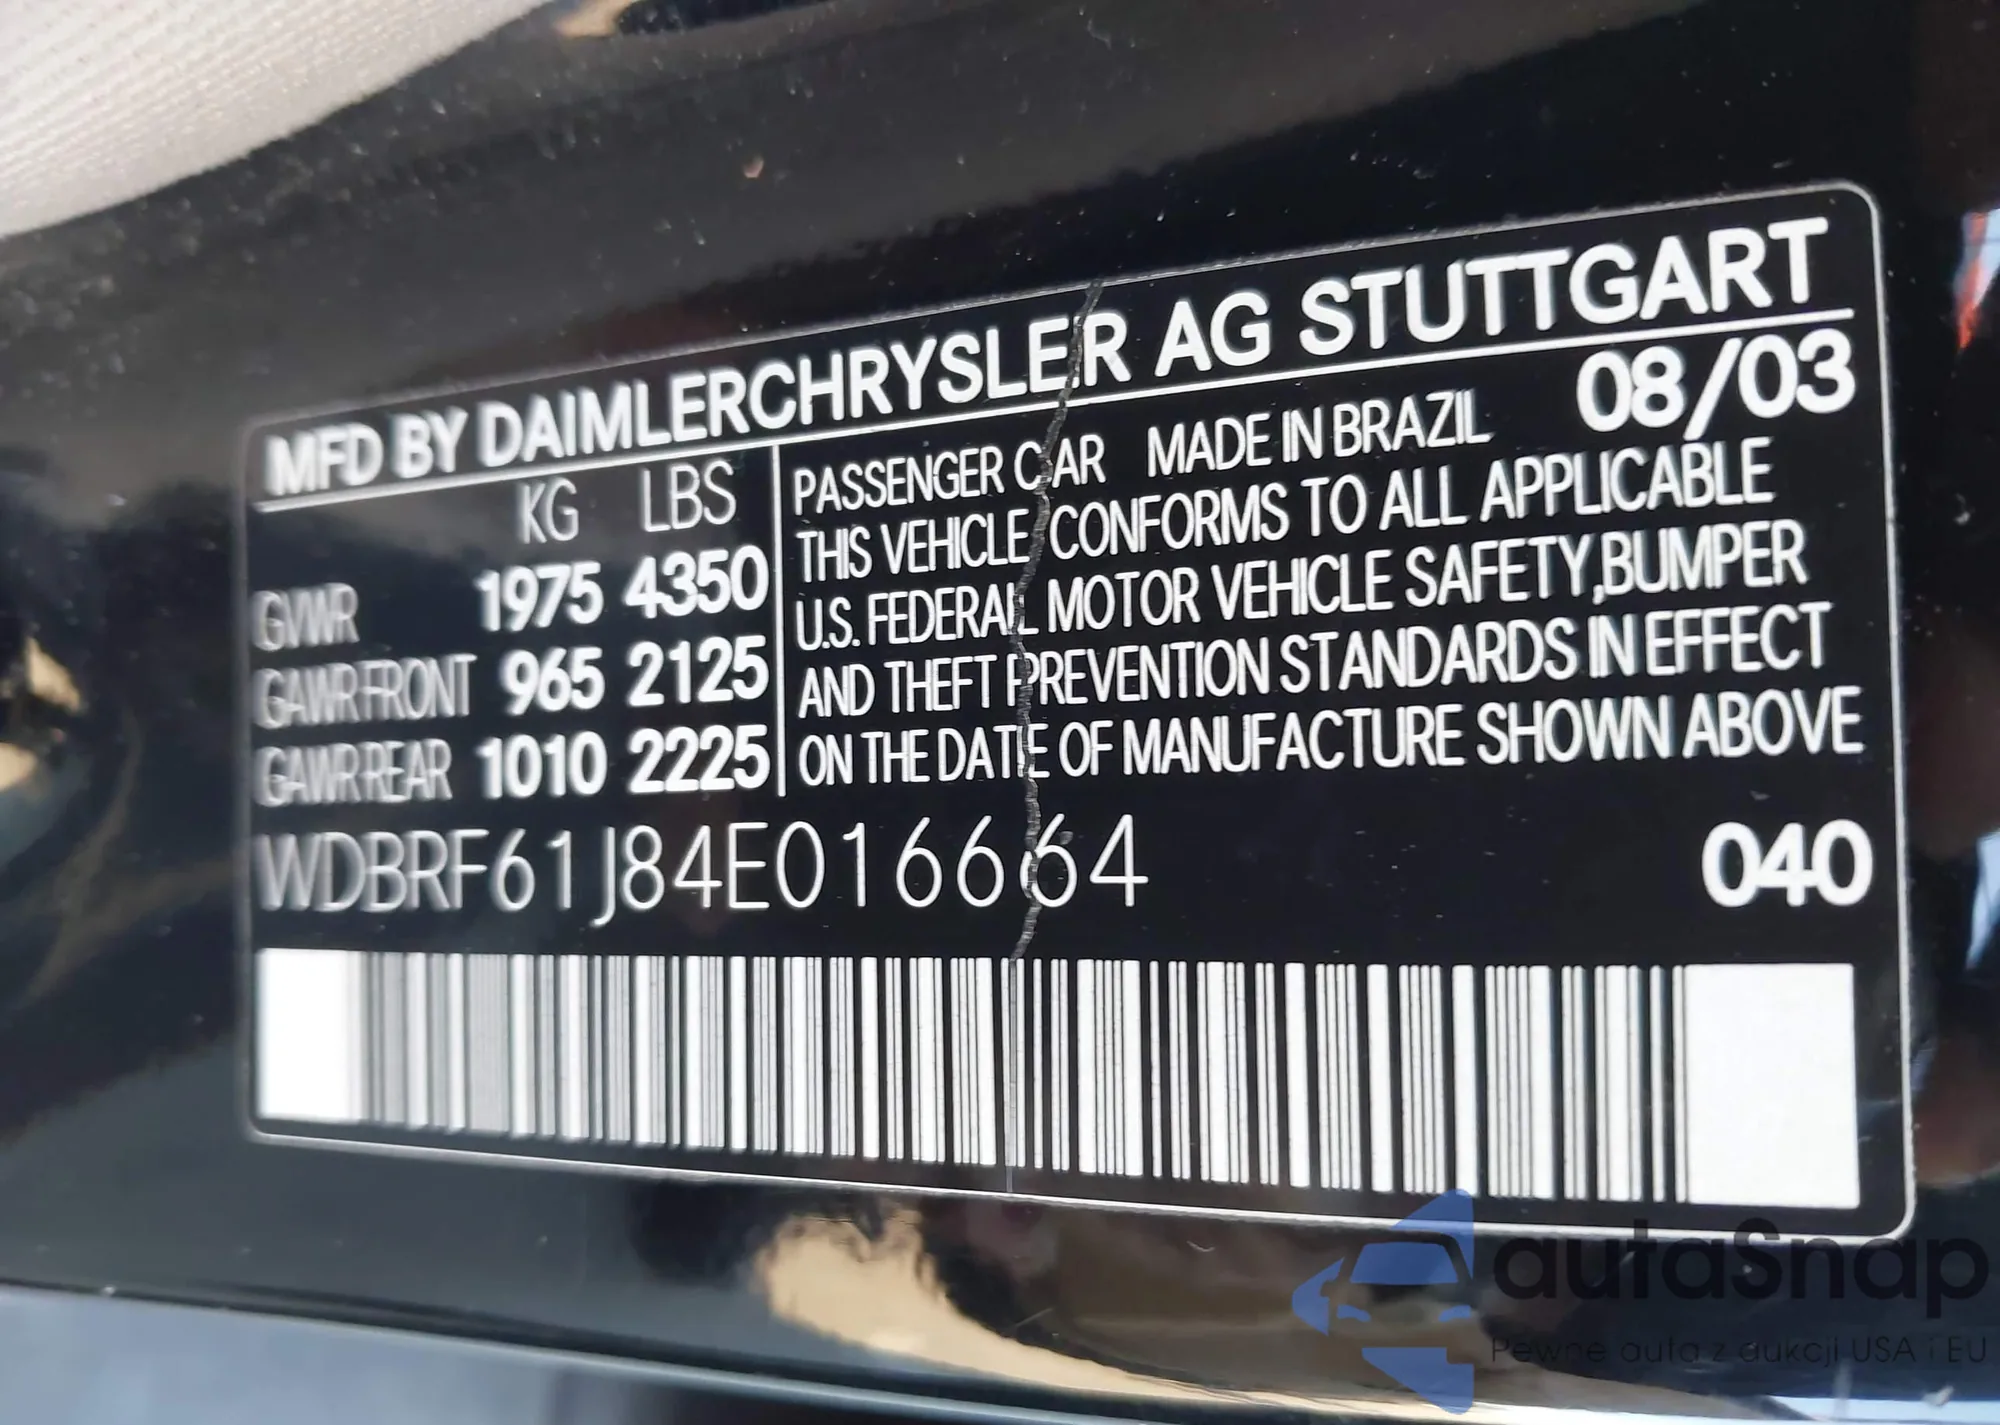 MFD BY DAIMLERCHRYSLER AG STUTTGART
KG LBS
GVWR 1975 4350
GAWR FRONT 965 2125
GAWR REAR 1010 2225
PASSENGER CAR MADE IN BRAZIL 08/03
THIS VEHICLE CONFORMS TO ALL APPLICABLE
U.S. FEDERAL MOTOR VEHICLE SAFETY,BUMPER
AND THEFT PREVENTION STANDARDS IN EFFECT
ON THE DATE OF MANUFACTURE SHOWN ABOVE
WDBRF61J84E016664 040
autaSnap
Pewne auta z aukcji USA i EU